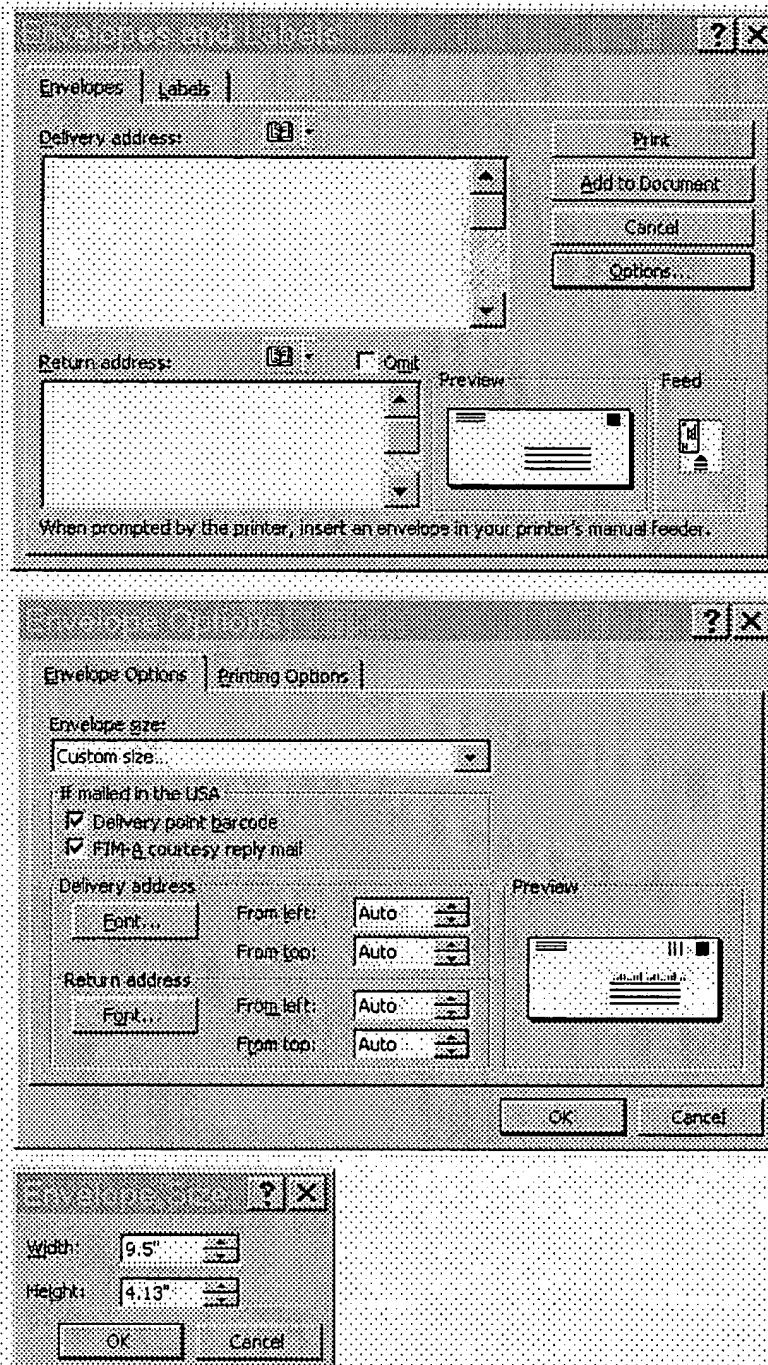 Envelopes and Labels
Envelopes Labels
Delivery address:
Print
Add to Document
Cancel
Options...
Return address: Omit
Preview Feed
When prompted by the printer, insert an envelope in your printer's manual feeder.
Envelope Options
Envelope Options Printing Options
Envelope size:
Custom size...
If mailed in the USA
Delivery point barcode
FIM-A courtesy reply mail
Delivery address
Font...
From left: Auto
From top: Auto
Preview
Return address
Font...
From left: Auto
From top: Auto
OK Cancel
Envelope Size
Width: 9.5"
Height: 4.13"
OK Cancel